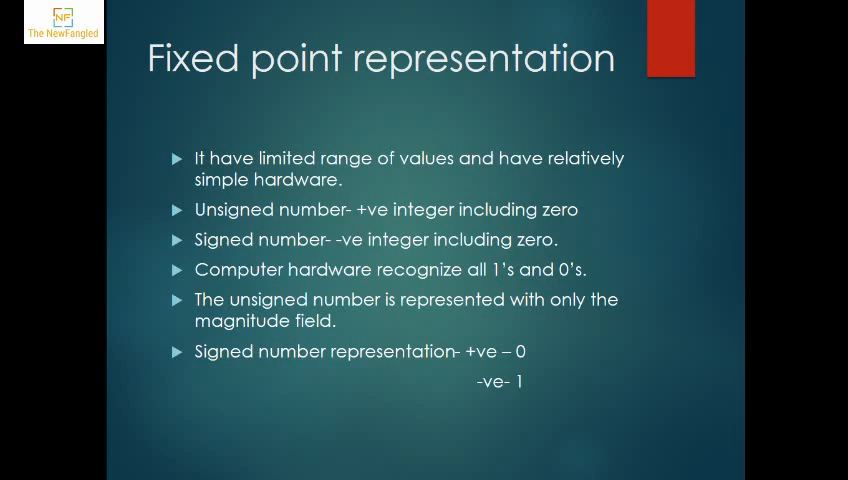 NF
The NewFangled
Fixed point representation
It have limited range of values and have relatively
simple hardware.
Unsigned number- +ve integer including zero
Signed number- -ve integer including zero.
Computer hardware recognize all 1's and 0's.
The unsigned number is represented with only the
magnitude field.
Signed number representation- +ve – 0
-ve- 1